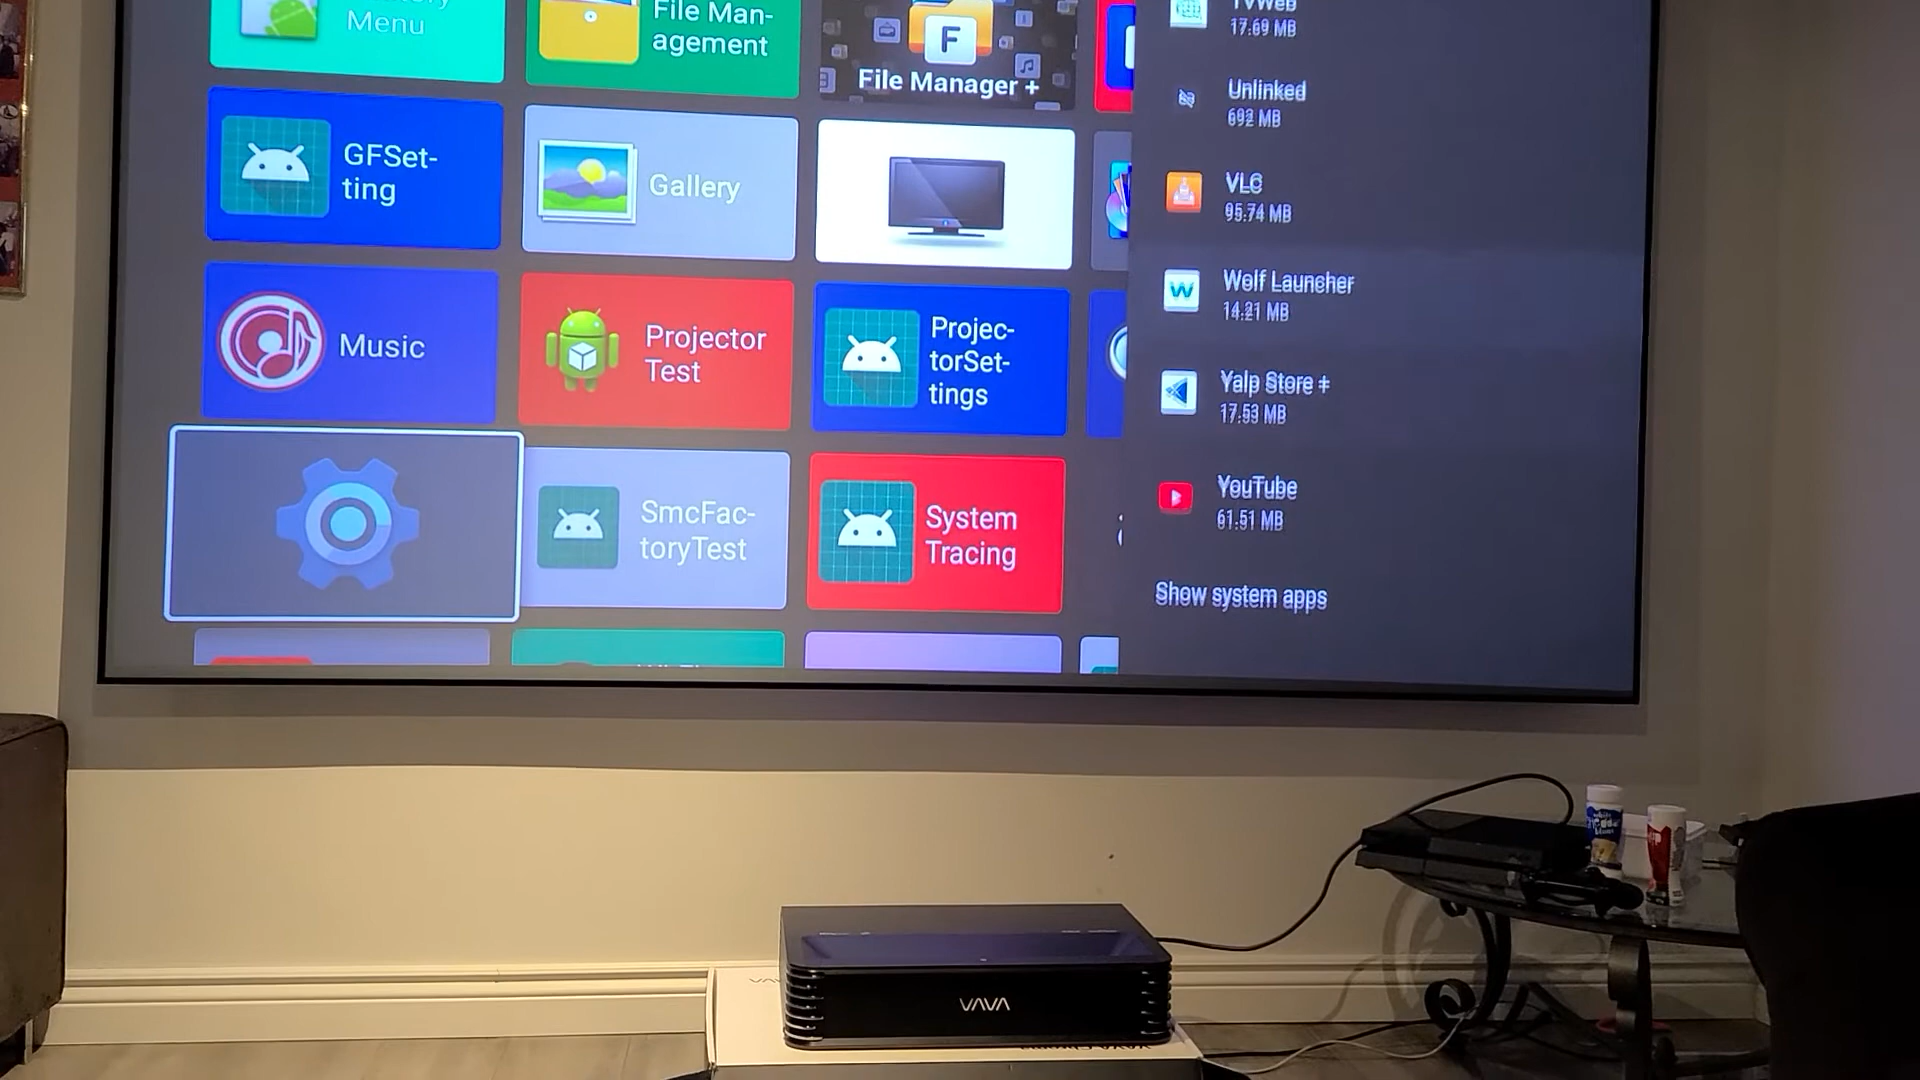 Menu
File Man-
agement
F
File Manager +
GFSet-
ting
Gallery
Music
Projector
Test
Projec-
torSet-
tings
SmcFac-
toryTest
System
Tracing
TVWeb
17.69 MB
Unlinked
692 MB
VLC
95.74 MB
W
Wolf Launcher
14.21 MB
Yalp Store +
17.53 MB
YouTube
61.51 MB
Show system apps
VAVA